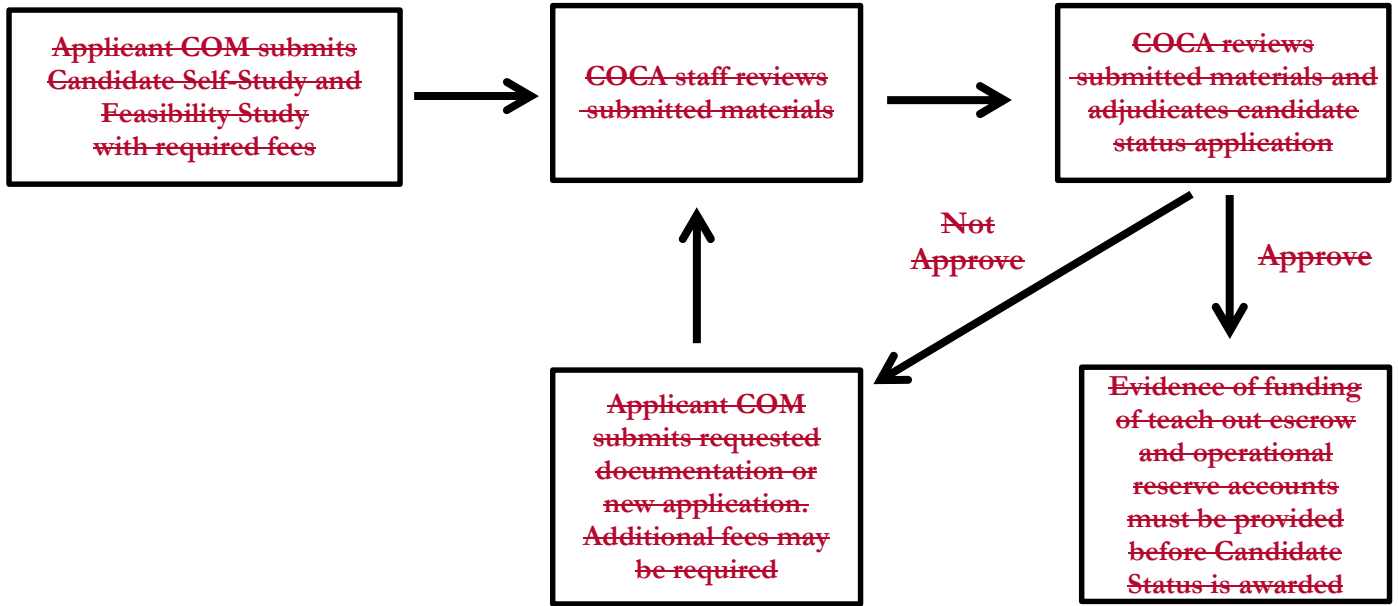 Applicant COM submits
Candidate Self-Study and
Feasibility Study
with required fees
COCA staff reviews
submitted materials
COCA reviews
submitted materials and
adjudicates candidate
status application
Not
Approve
Approve
Applicant COM
submits requested
documentation or
new application.
Additional fees may
be required
Evidence of funding
of teach out escrow
and operational
reserve accounts
must be provided
before Candidate
Status is awarded